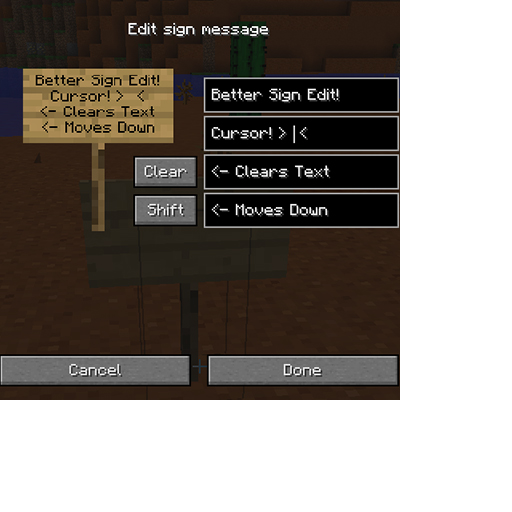 Edit sign message
Better Sign Edit!
Cursor! > <
<- Clears Text
<- Moves Down
Better Sign Edit!
Cursor! > |<
Clear
<- Clears Text
Shift
<- Moves Down
Cancel
Done